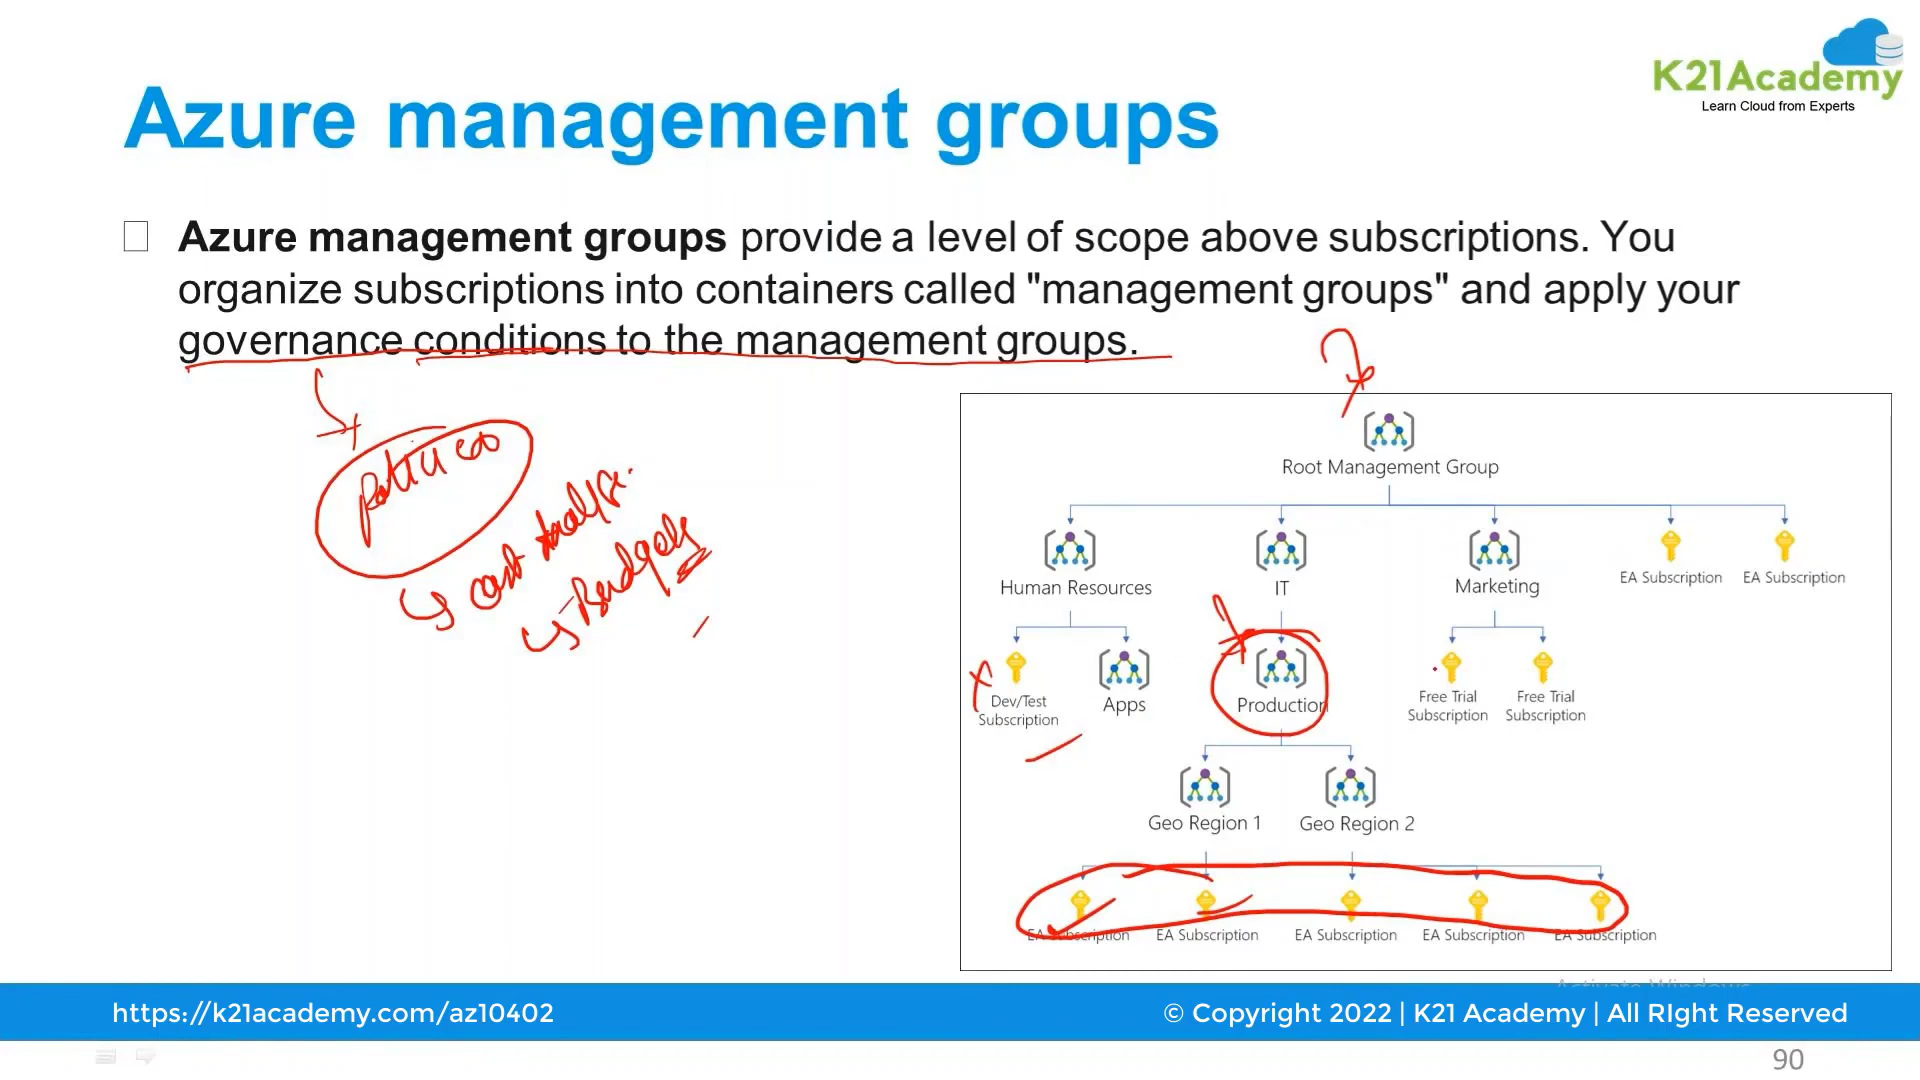 K21Academy
Learn Cloud from Experts
Azure management groups
Azure management groups provide a level of scope above subscriptions. You
organize subscriptions into containers called "management groups" and apply your
governance conditions to the management groups.
policies
cost Analysis
Budgets
Root Management Group
Human Resources
IT
Marketing
EA Subscription
EA Subscription
Dev/Test
Subscription
Apps
Production
Free Trial
Subscription
Free Trial
Subscription
Geo Region 1
Geo Region 2
EA Subscription
EA Subscription
EA Subscription
EA Subscription
EA Subscription
Activate Windows
https://k21academy.com/az10402
© Copyright 2022 | K21 Academy | All RIght Reserved
90